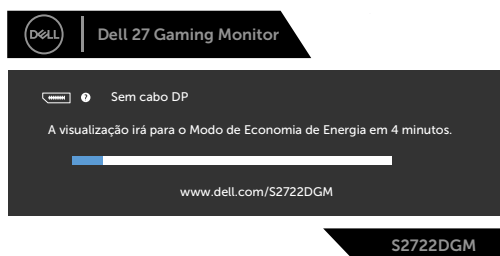 DELL
Dell 27 Gaming Monitor
? Sem cabo DP
A visualização irá para o Modo de Economia de Energia em 4 minutos.
www.dell.com/S2722DGM
S2722DGM